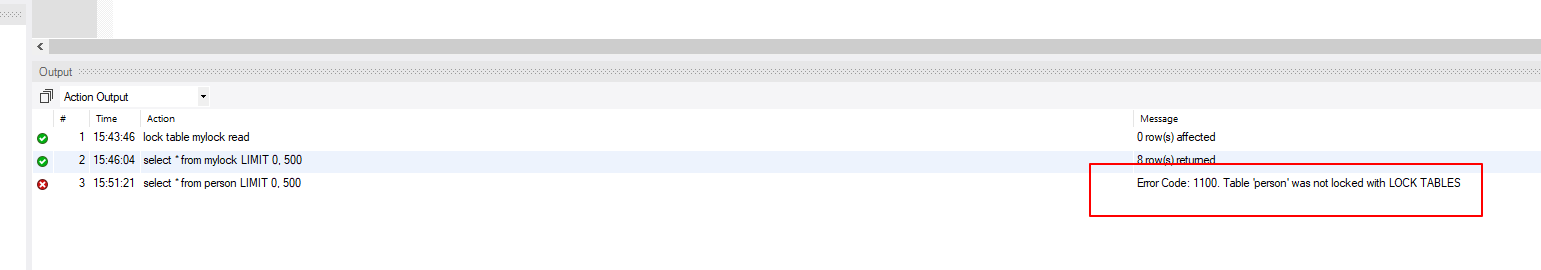 Output
Action Output
# Time Action Message
1 15:43:46 lock table mylock read 0 row(s) affected
2 15:46:04 select * from mylock LIMIT 0, 500 8 row(s) returned
3 15:51:21 select * from person LIMIT 0, 500 Error Code: 1100. Table 'person' was not locked with LOCK TABLES